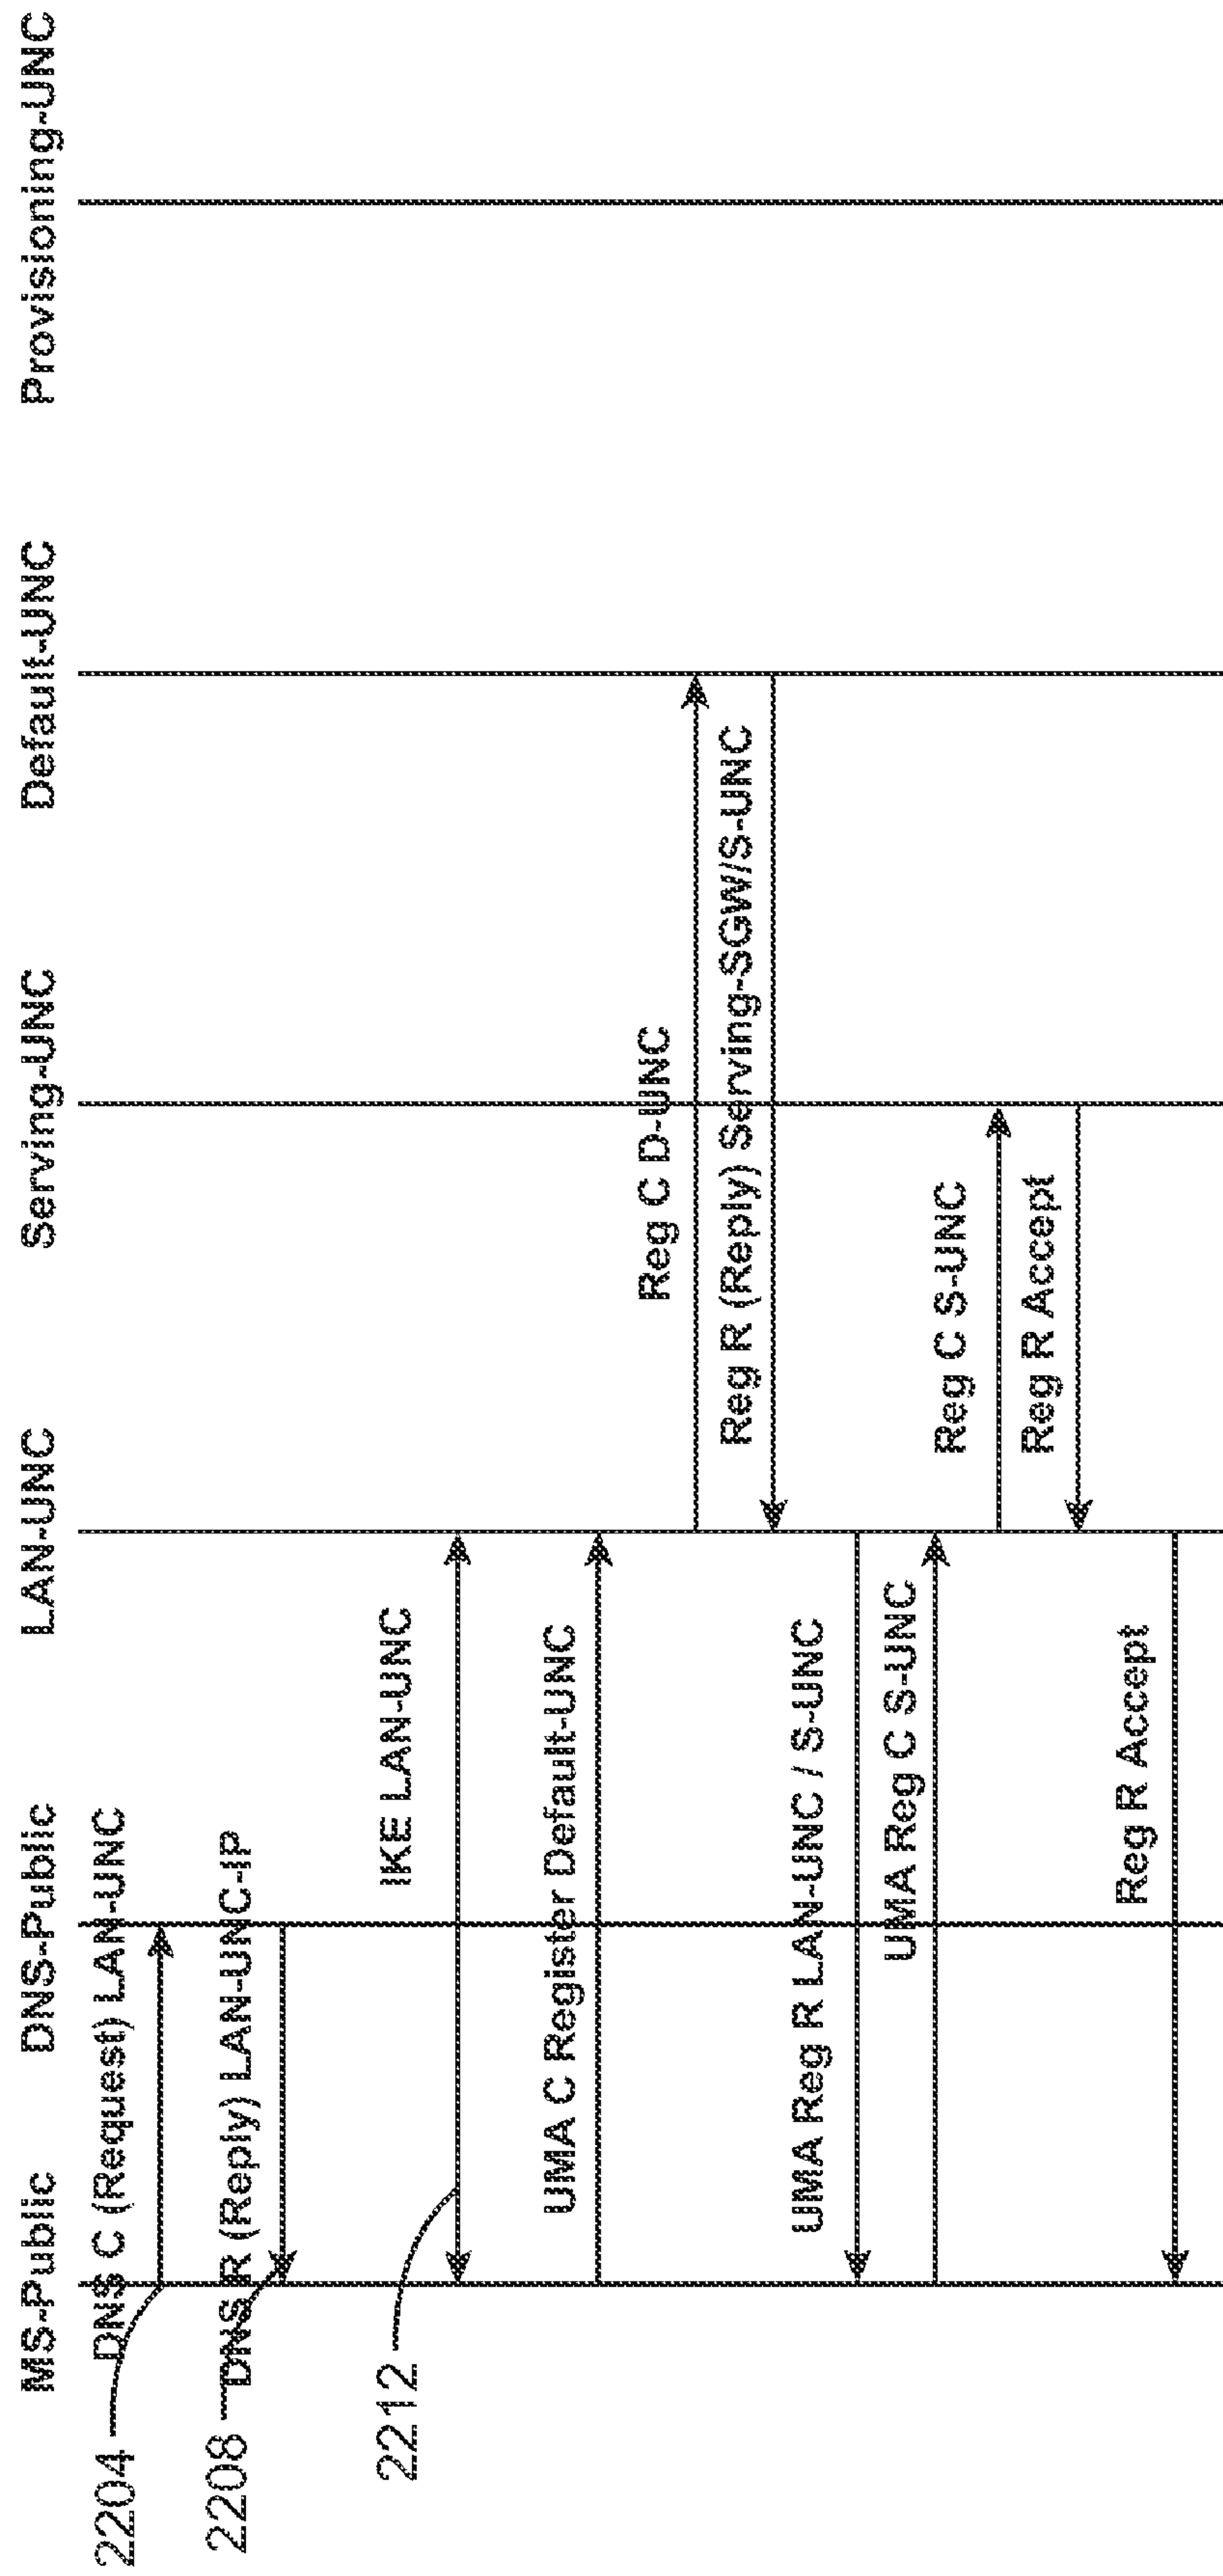 MS-Public
DNS-Public
LAN-UNC
Serving-UNC
Default-UNC
Provisioning-UNC
2204
DNS C (Request) LAN-UNC
2208
DNS R (Reply) LAN-UNC-IP
2212
IKE LAN-UNC
UMA C Register Default-UNC
Reg C D-UNC
Reg R (Reply) Serving-SGW/S-UNC
UMA Reg R LAN-UNC / S-UNC
UMA Reg C S-UNC
Reg C S-UNC
Reg R Accept
Reg R Accept